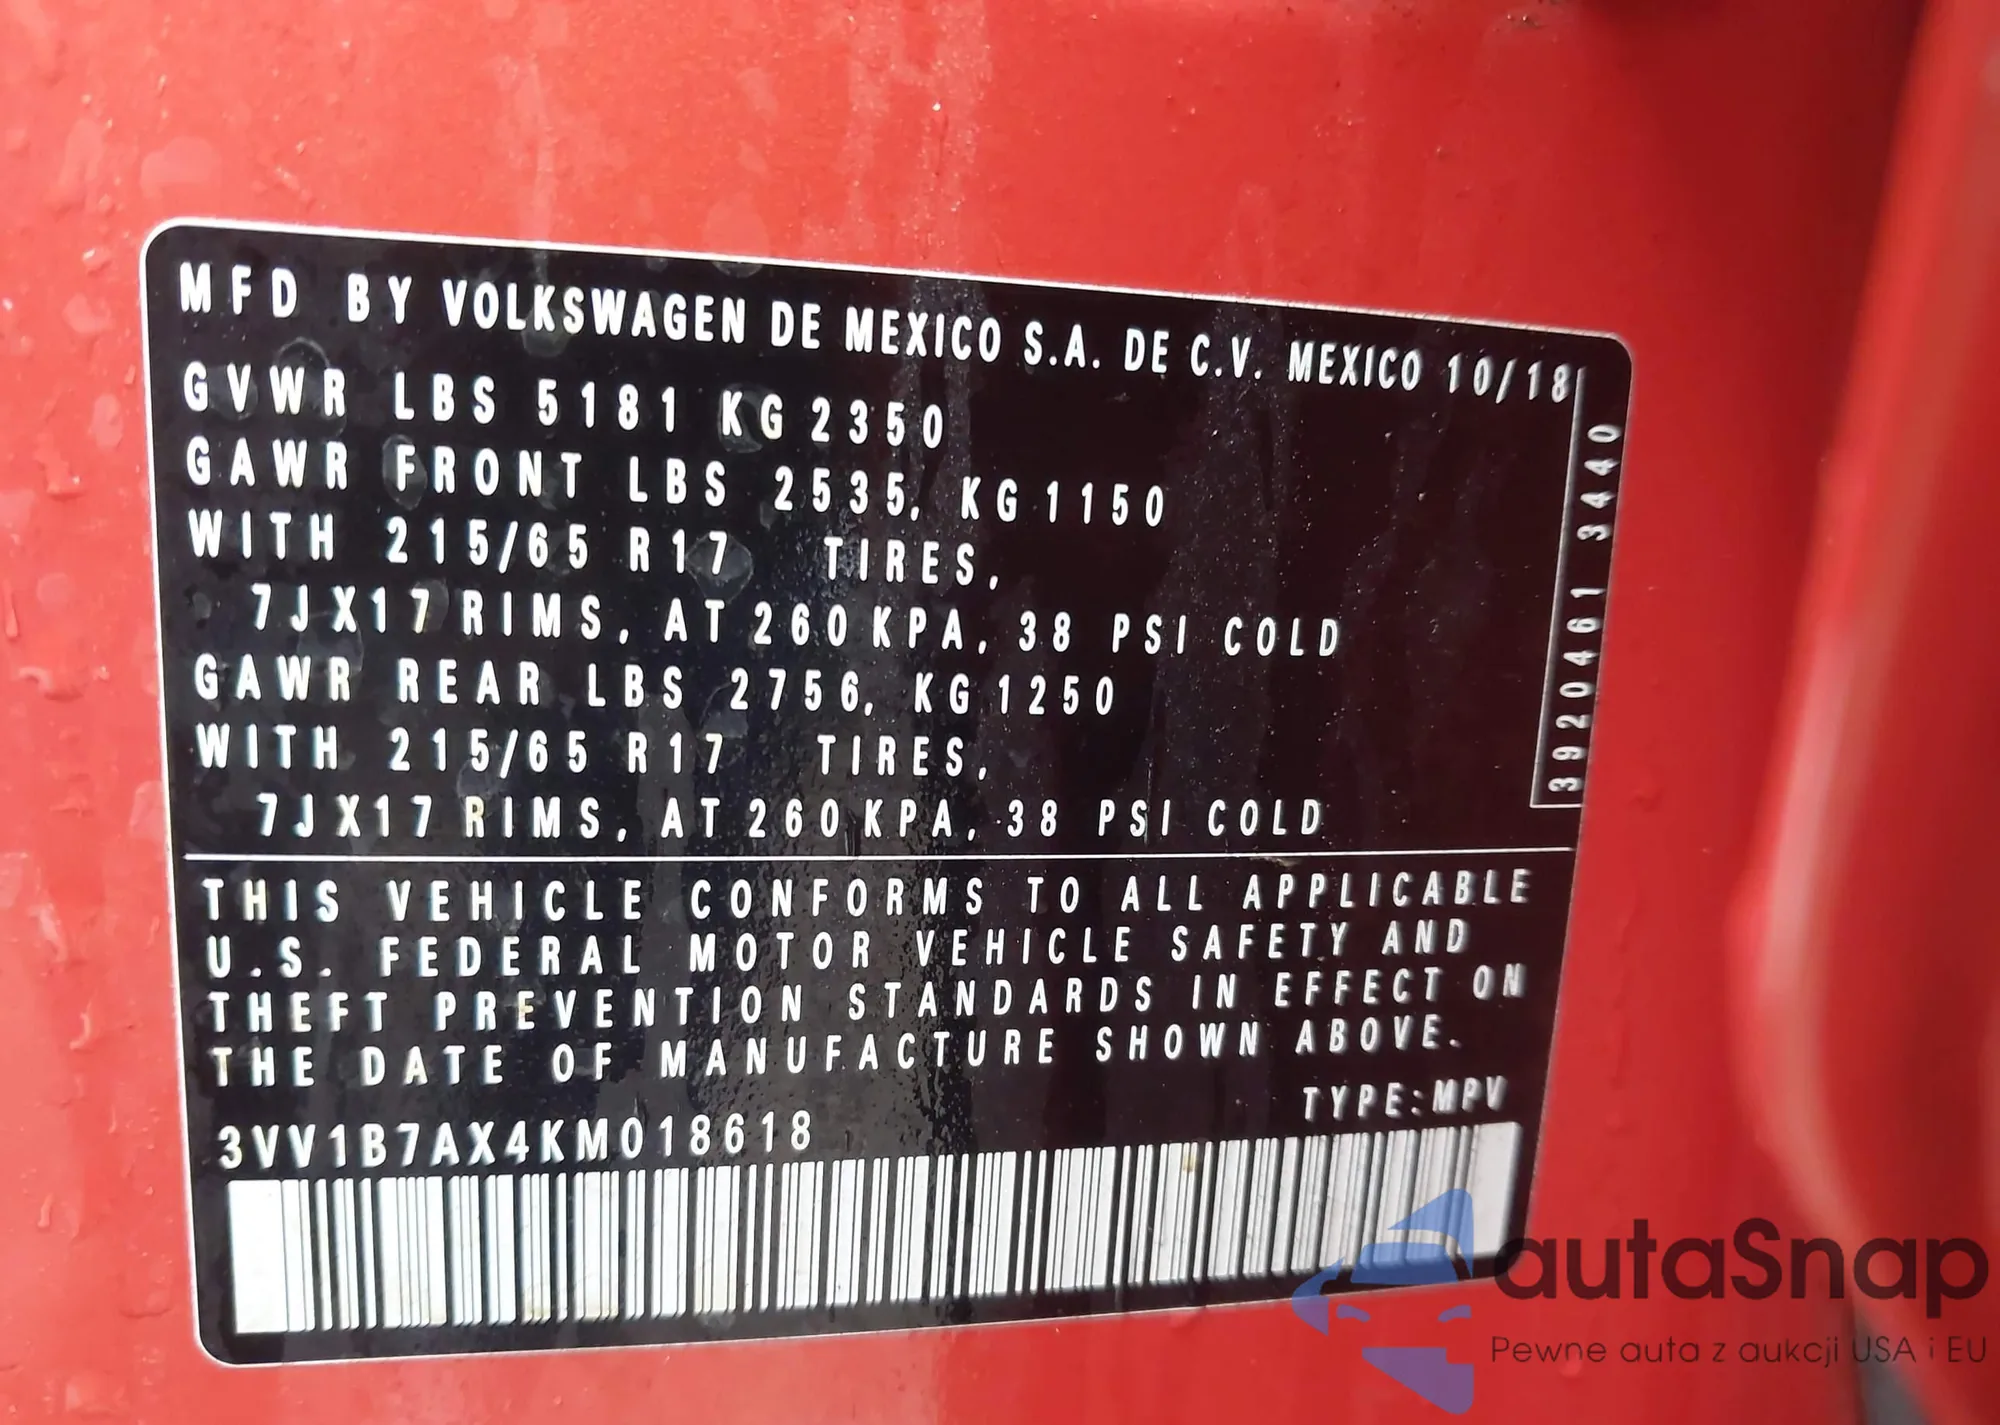 MFD BY VOLKSWAGEN DE MEXICO S.A. DE C.V. MEXICO 10/18
GVWR LBS 5181 KG 2350
GAWR FRONT LBS 2535, KG 1150
WITH 215/65 R17 TIRES,
7JX17 RIMS, AT 260 KPA, 38 PSI COLD
GAWR REAR LBS 2756, KG 1250
WITH 215/65 R17 TIRES,
7JX17 RIMS, AT 260 KPA, 38 PSI COLD
3920461 3440
THIS VEHICLE CONFORMS TO ALL APPLICABLE
U.S. FEDERAL MOTOR VEHICLE SAFETY AND
THEFT PREVENTION STANDARDS IN EFFECT ON
THE DATE OF MANUFACTURE SHOWN ABOVE.
TYPE:MPV
3VV1B7AX4KM018618
autaSnap
Pewne auta z aukcji USA i EU